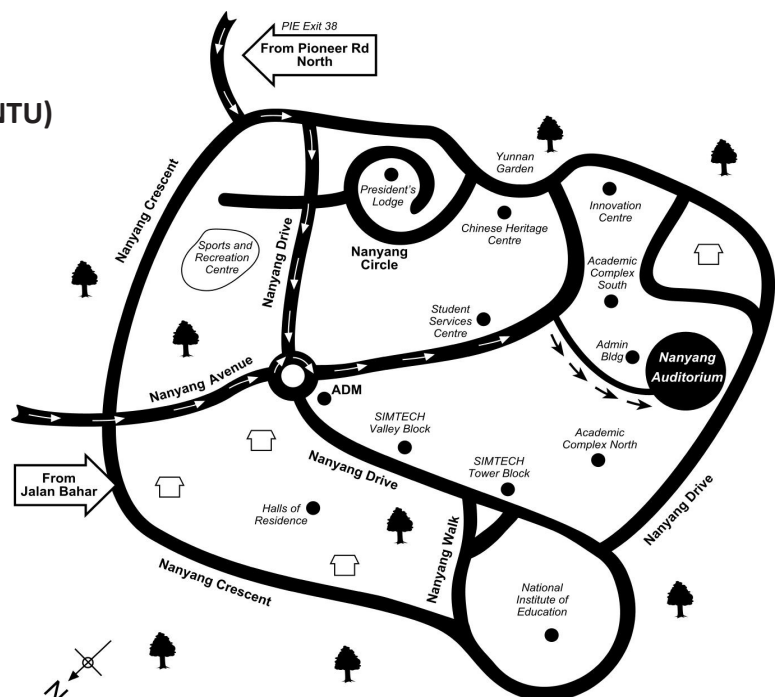 PIE Exit 38
From Pioneer Rd
North
NTU)
Nanyang Crescent
Yunnan
Garden
President's
Lodge
Innovation
Centre
Chinese Heritage
Centre
Nanyang Drive
Sports and
Recreation
Centre
Nanyang
Circle
Academic
Complex
South
Student
Services
Centre
Admin
Bldg
Nanyang
Auditorium
Nanyang Avenue
ADM
SIMTECH
Valley Block
Academic
Complex North
Nanyang Drive
SIMTECH
Tower Block
From
Jalan Bahar
Halls of
Residence
Nanyang Drive
Nanyang Walk
Nanyang Crescent
National
Institute of
Education
N